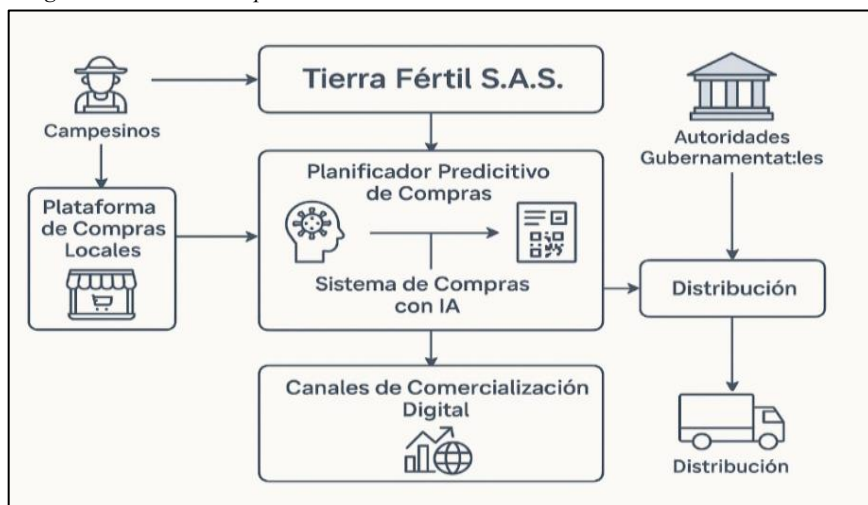 Tierra Fértil S.A.S.
Campesinos
Autoridades
Gubernamentat:les
Planificador Predicitivo
de Compras
Plataforma
de Compras
Locales
Sistema de Compras
con IA
Distribución
Canales de Comercialización
Digital
Distribución